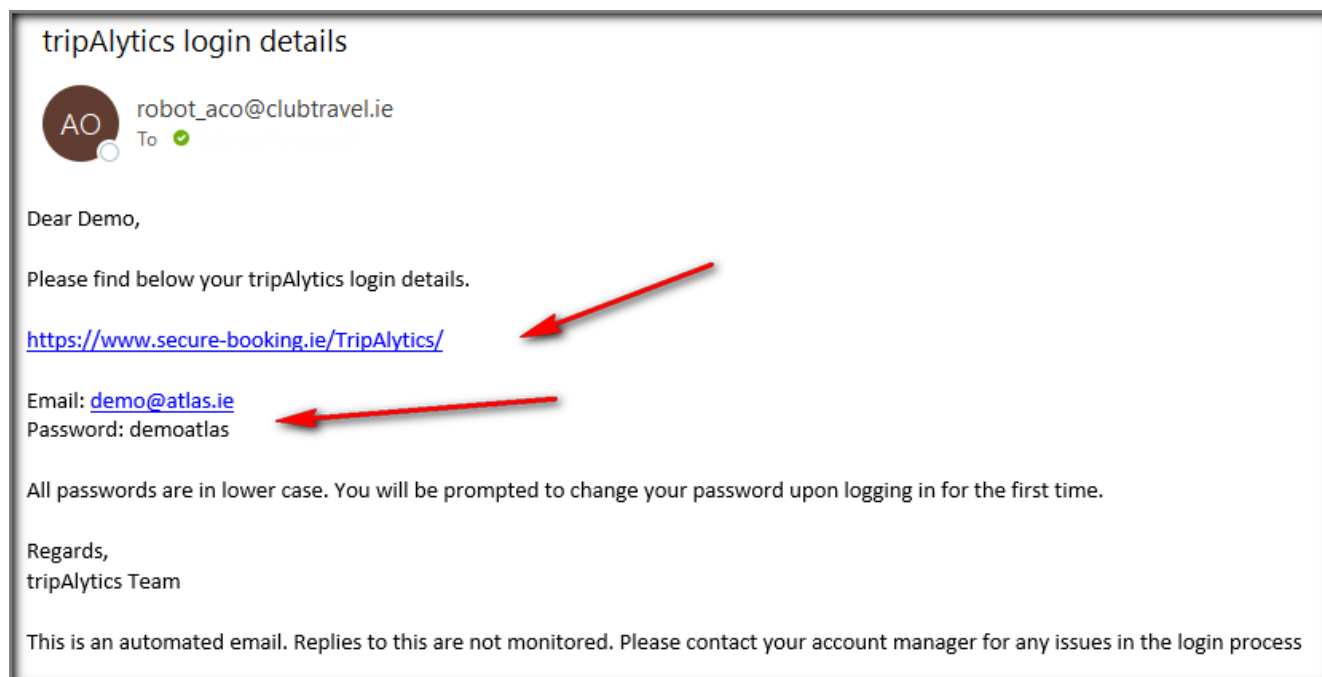 tripAlytics login details
AO
robot_aco@clubtravel.ie
To
Dear Demo,
Please find below your tripAlytics login details.
https://www.secure-booking.ie/TripAlytics/
Email: demo@atlas.ie
Password: demoatlas
All passwords are in lower case. You will be prompted to change your password upon logging in for the first time.
Regards,
tripAlytics Team
This is an automated email. Replies to this are not monitored. Please contact your account manager for any issues in the login process